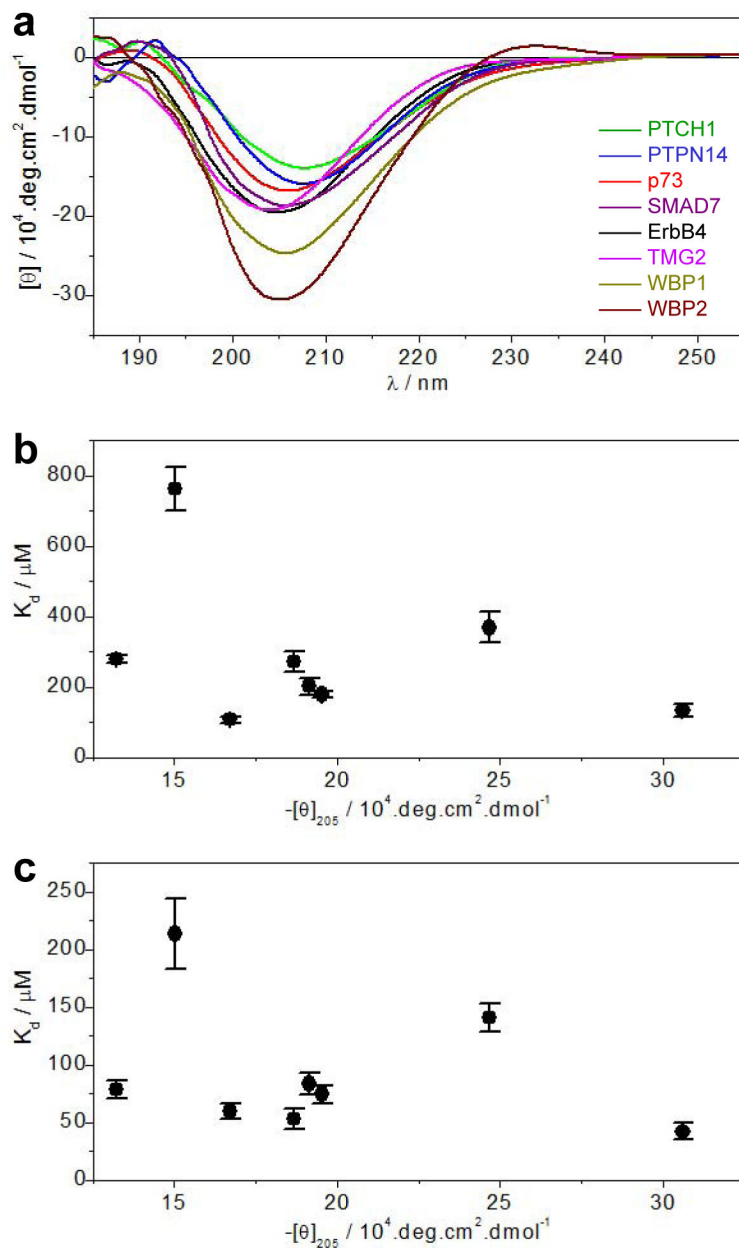 a
0
-10
-20
-30
[θ] / 10⁴.deg.cm².dmol⁻¹
PTCH1
PTPN14
p73
SMAD7
ErbB4
TMG2
WBP1
WBP2
190 200 210 220 230 240 250
λ / nm
b
800
600
400
200
0
K_d / μM
15 20 25 30
-[θ]₂₀₅ / 10⁴.deg.cm².dmol⁻¹
c
250
200
150
100
50
0
K_d / μM
15 20 25 30
-[θ]₂₀₅ / 10⁴.deg.cm².dmol⁻¹